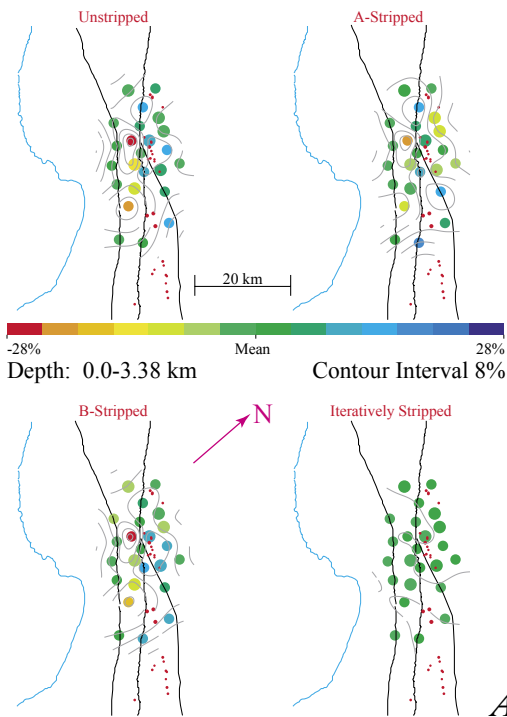 Unstripped
A-Stripped
20 km
-28%
Mean
28%
Depth: 0.0-3.38 km
Contour Interval 8%
B-Stripped
N
Iteratively Stripped
A